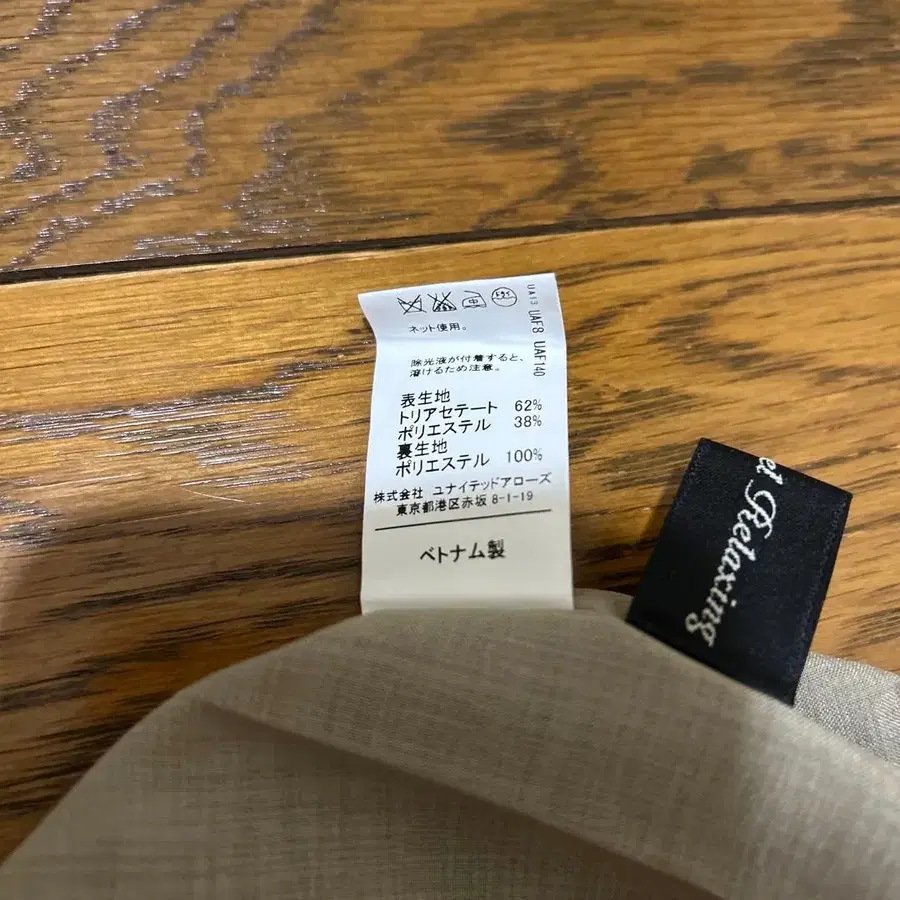 ネット使用。
除光液が付着すると、
溶けるため注意。
表生地
トリアセテート 62%
ポリエステル 38%
裏生地
ポリエステル 100%
株式会社 ユナイテッドアローズ
東京都港区赤坂 8-1-19
ベトナム製
UA13 UAF8 UAF140
el Relaxing